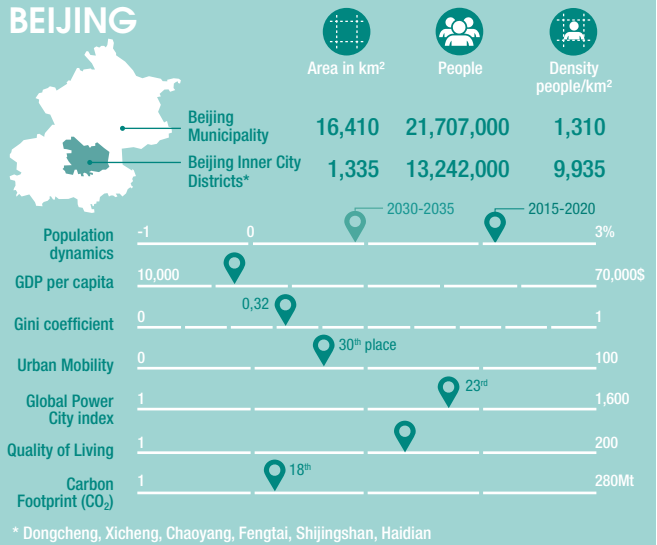 BEIJING
Area in km²
People
Density
people/km²
Beijing
Municipality
16,410
21,707,000
1,310
Beijing Inner City
Districts*
1,335
13,242,000
9,935
2030-2035
2015-2020
Population
dynamics
-1
0
3%
GDP per capita
10,000
70,000$
0,32
Gini coefficient
0
1
30th place
Urban Mobility
0
100
23rd
Global Power
City index
1
1,600
Quality of Living
1
200
18th
Carbon
Footprint (CO₂)
1
280Mt
* Dongcheng, Xicheng, Chaoyang, Fengtai, Shijingshan, Haidian